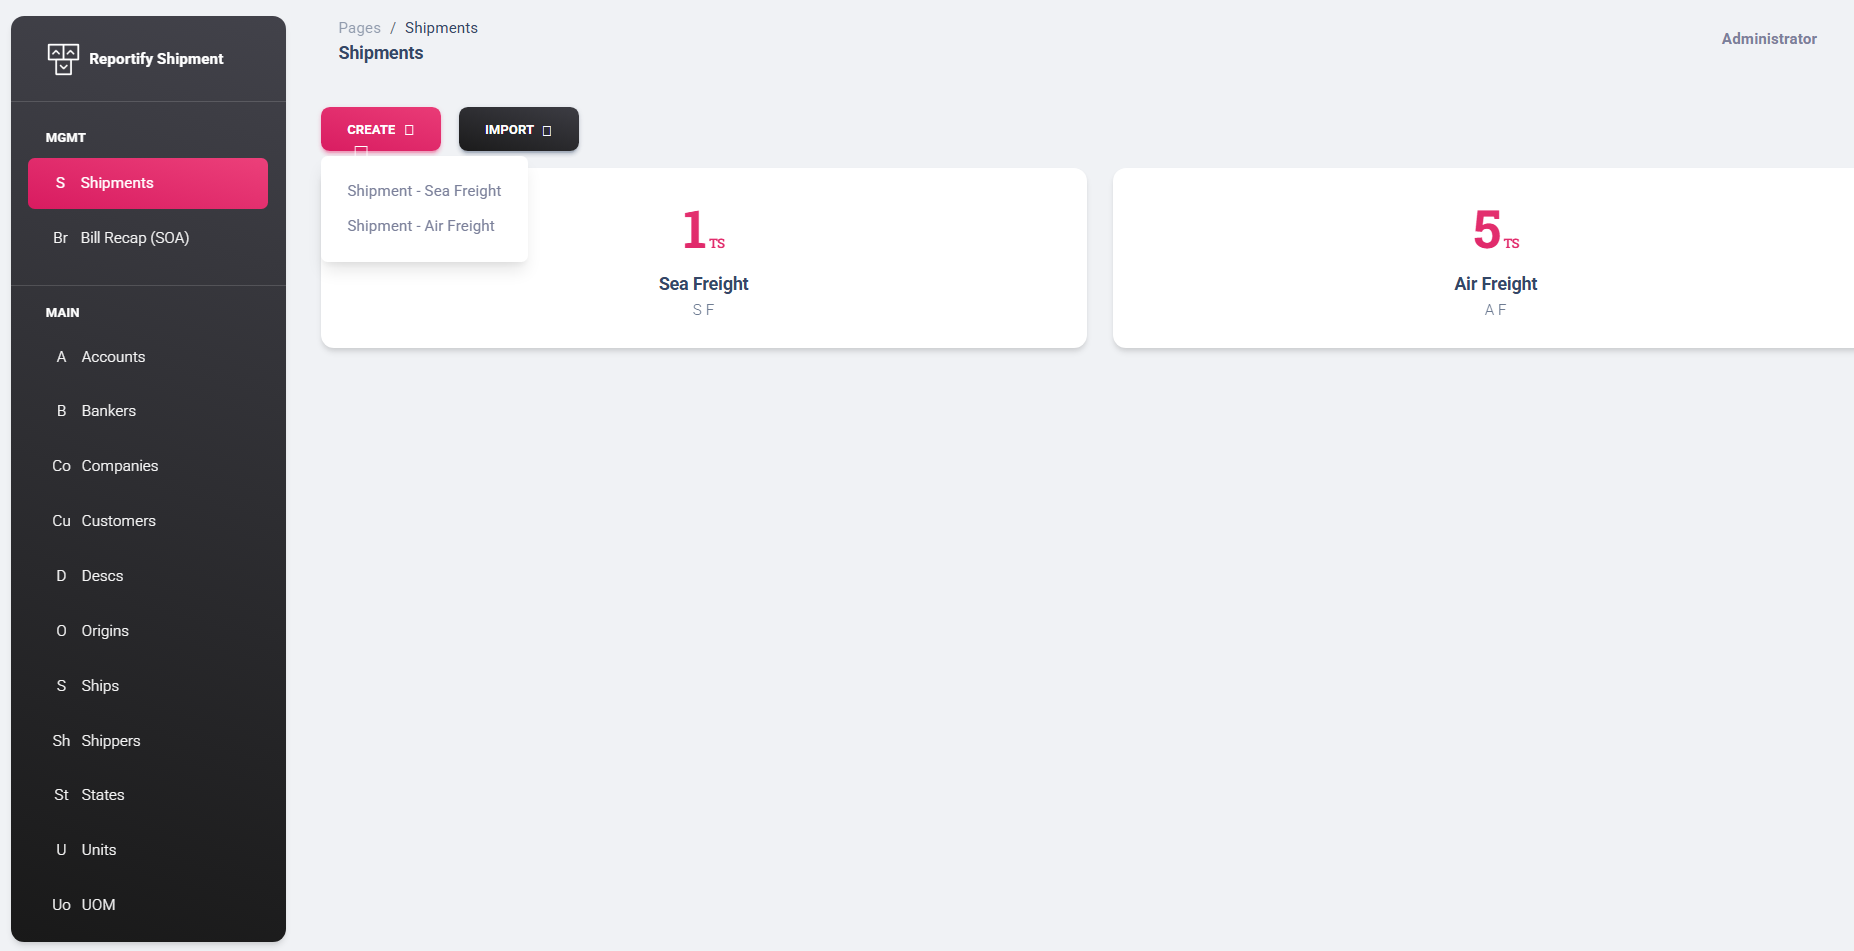 Reportify Shipment
MGMT
S Shipments
Br Bill Recap (SOA)
MAIN
A Accounts
B Bankers
Co Companies
Cu Customers
D Descs
O Origins
S Ships
Sh Shippers
St States
U Units
Uo UOM
Pages / Shipments
Shipments
Administrator
CREATE
IMPORT
Shipment - Sea Freight
Shipment - Air Freight
1 TS
Sea Freight
S F
5 TS
Air Freight
A F